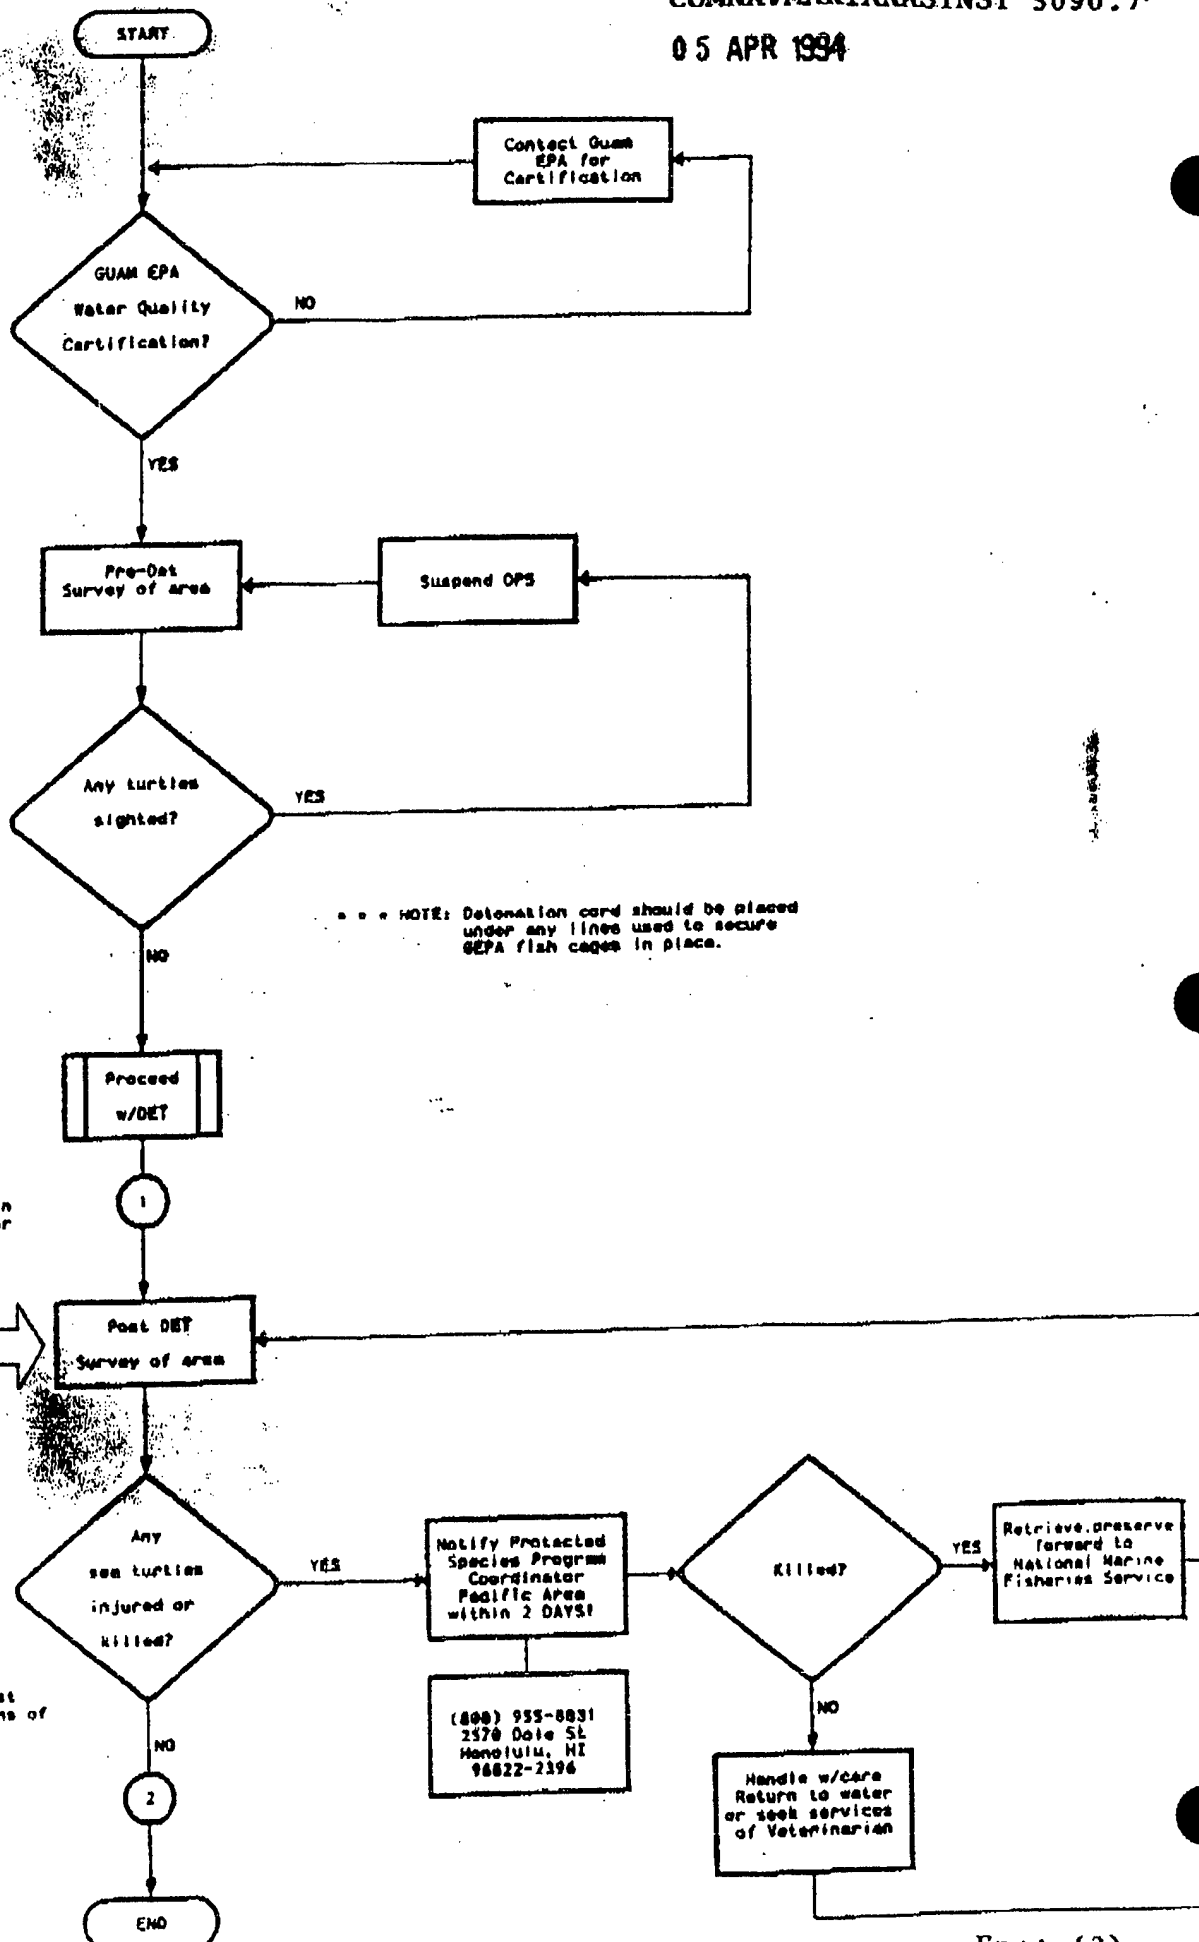 05 APR 1994
START
Contact Guam
EPA for
Certification
GUAM EPA
Water Quality
Certification?
NO
YES
Pre-Det
Survey of area
Suspend OPS
Any turtles
sighted?
YES
* * * NOTE: Detonation cord should be placed
under any lines used to secure
GEPA fish cages in place.
NO
Proceed
w/DET
1
Post DET
Survey of area
Any
sea turtles
injured or
killed?
YES
Notify Protected
Species Program
Coordinator
Pacific Area
within 2 DAYS!
Killed?
YES
Retrieve,preserve
forward to
National Marine
Fisheries Service
(808) 955-8831
2570 Dole St
Honolulu, HI
96822-2396
NO
NO
2
Handle w/care
Return to water
or seek services
of Veterinarian
END